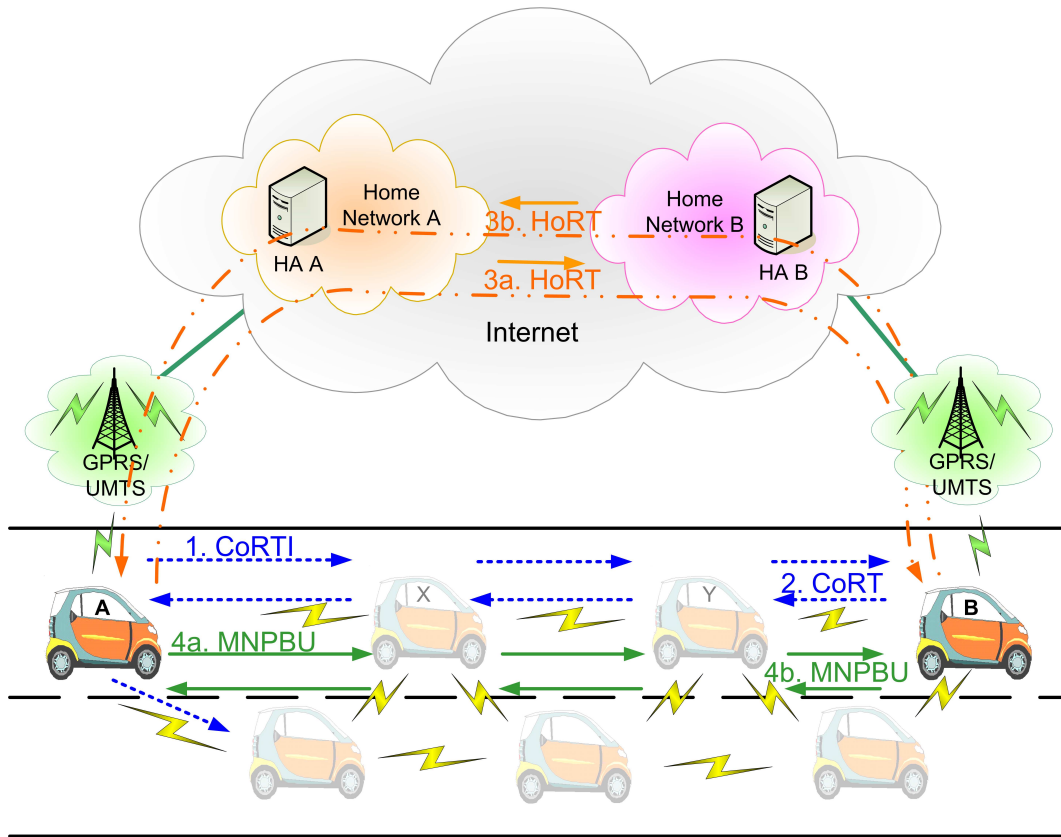 Home
Network A
HA A
3b. HoRT
3a. HoRT
Home
Network B
HA B
Internet
GPRS/
UMTS
GPRS/
UMTS
1. CoRTI
2. CoRT
A
X
Y
B
4a. MNPBU
4b. MNPBU